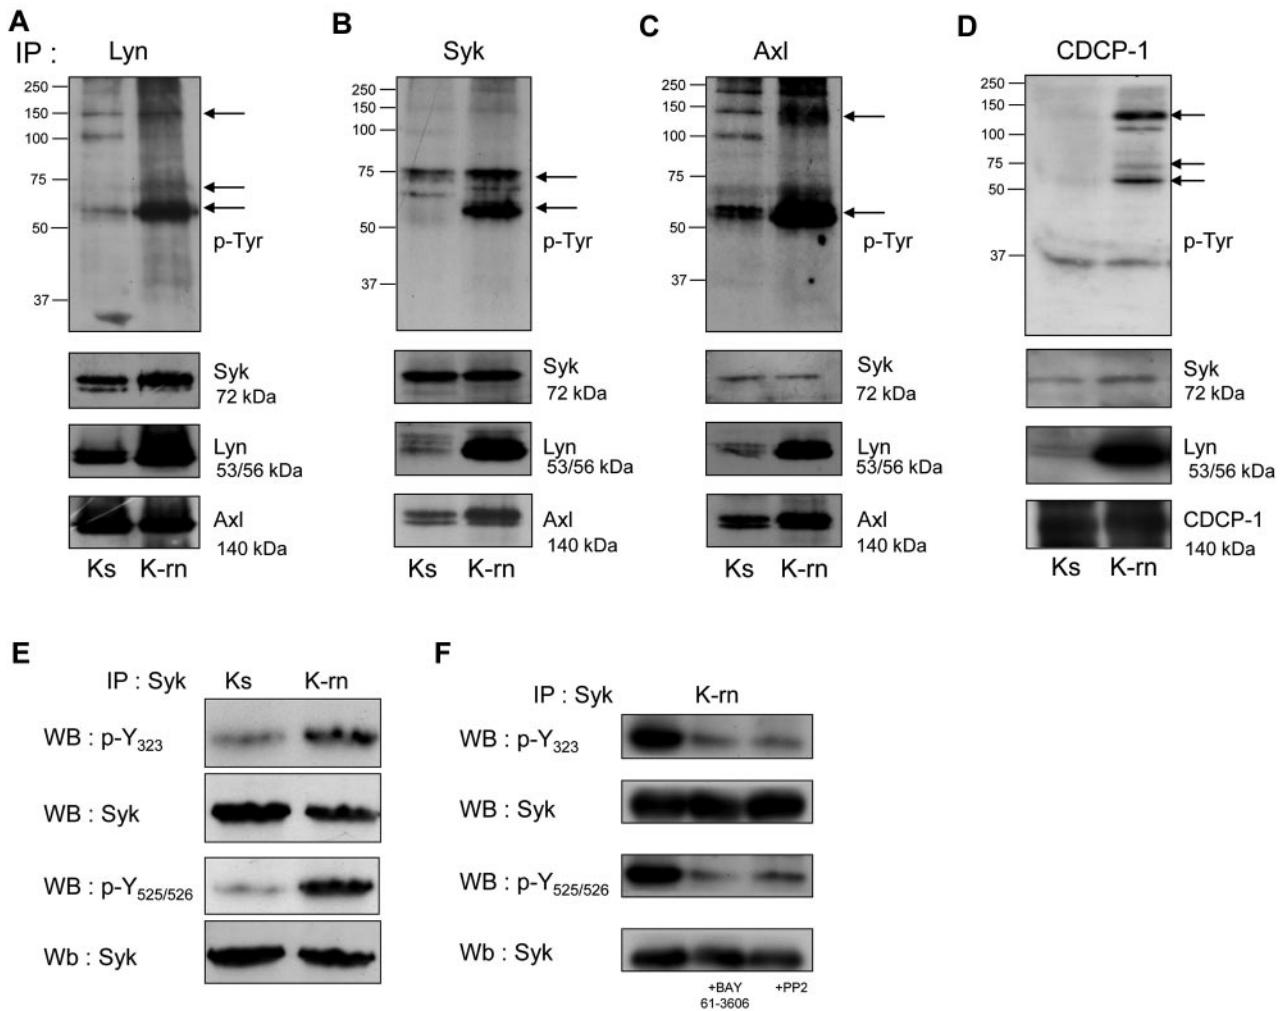 A
IP : Lyn
250
150
100
75
50
37
p-Tyr
Syk
72 kDa
Lyn
53/56 kDa
Axl
140 kDa
Ks K-rn
B
Syk
250
150
100
75
50
37
p-Tyr
Syk
72 kDa
Lyn
53/56 kDa
Axl
140 kDa
Ks K-rn
C
Axl
250
150
100
75
50
37
p-Tyr
Syk
72 kDa
Lyn
53/56 kDa
Axl
140 kDa
Ks K-rn
D
CDCP-1
250
150
100
75
50
37
p-Tyr
Syk
72 kDa
Lyn
53/56 kDa
CDCP-1
140 kDa
Ks K-rn
E
IP : Syk Ks K-rn
WB : p-Y323
WB : Syk
WB : p-Y525/526
Wb : Syk
F
IP : Syk K-rn
WB : p-Y323
WB : Syk
WB : p-Y525/526
Wb : Syk
+BAY +PP2
61-3606